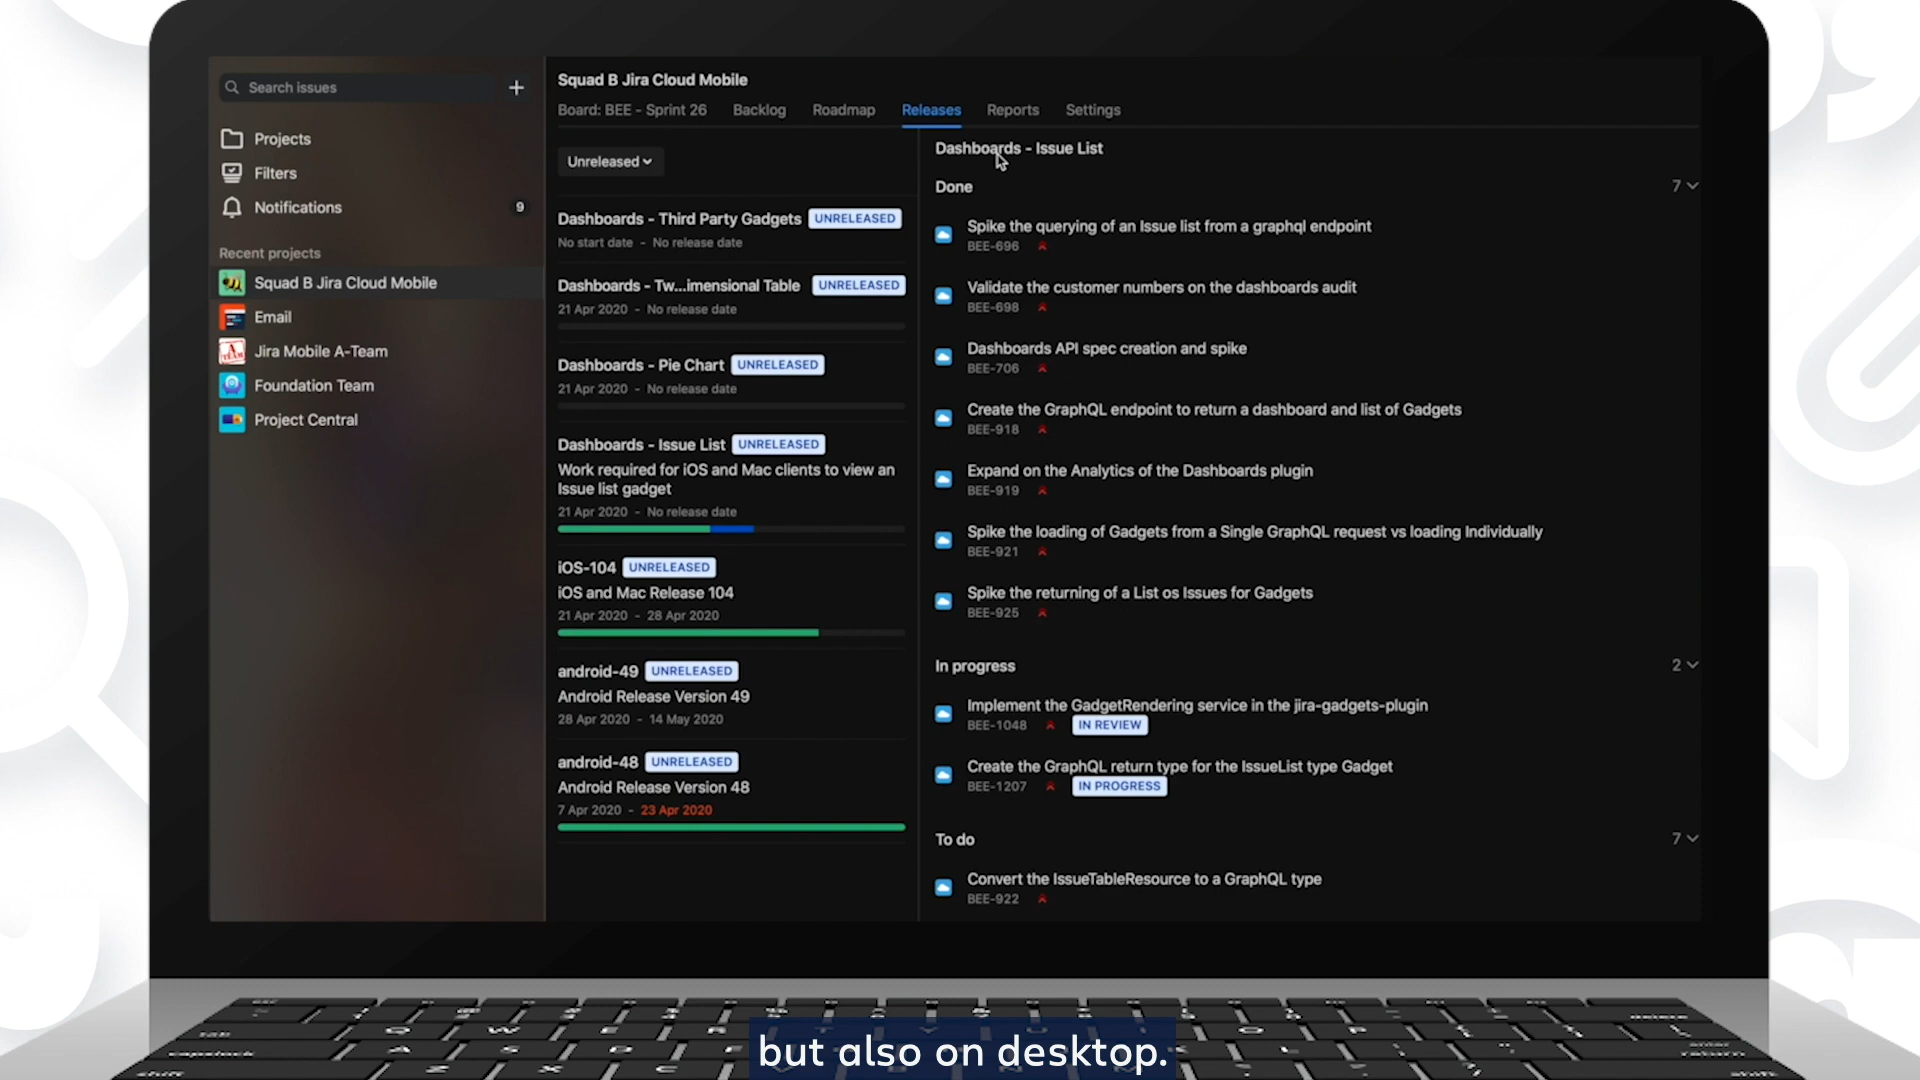 Search issues
Projects
Filters
Notifications 9
Recent projects
Squad B Jira Cloud Mobile
Email
Jira Mobile A-Team
Foundation Team
Project Central
Squad B Jira Cloud Mobile
Board: BEE - Sprint 26 Backlog Roadmap Releases Reports Settings
Unreleased
Dashboards - Third Party Gadgets UNRELEASED
No start date - No release date
Dashboards - Tw...imensional Table UNRELEASED
21 Apr 2020 - No release date
Dashboards - Pie Chart UNRELEASED
21 Apr 2020 - No release date
Dashboards - Issue List UNRELEASED
Work required for iOS and Mac clients to view an
Issue list gadget
21 Apr 2020 - No release date
iOS-104 UNRELEASED
iOS and Mac Release 104
21 Apr 2020 - 28 Apr 2020
android-49 UNRELEASED
Android Release Version 49
28 Apr 2020 - 14 May 2020
android-48 UNRELEASED
Android Release Version 48
7 Apr 2020 - 23 Apr 2020
Dashboards - Issue List
Done 7
Spike the querying of an Issue list from a graphql endpoint
BEE-696
Validate the customer numbers on the dashboards audit
BEE-698
Dashboards API spec creation and spike
BEE-706
Create the GraphQL endpoint to return a dashboard and list of Gadgets
BEE-918
Expand on the Analytics of the Dashboards plugin
BEE-919
Spike the loading of Gadgets from a Single GraphQL request vs loading Individually
BEE-921
Spike the returning of a List os Issues for Gadgets
BEE-925
In progress 2
Implement the GadgetRendering service in the jira-gadgets-plugin
BEE-1048 IN REVIEW
Create the GraphQL return type for the IssueList type Gadget
BEE-1207 IN PROGRESS
To do 7
Convert the IssueTableResource to a GraphQL type
BEE-922
but also on desktop.